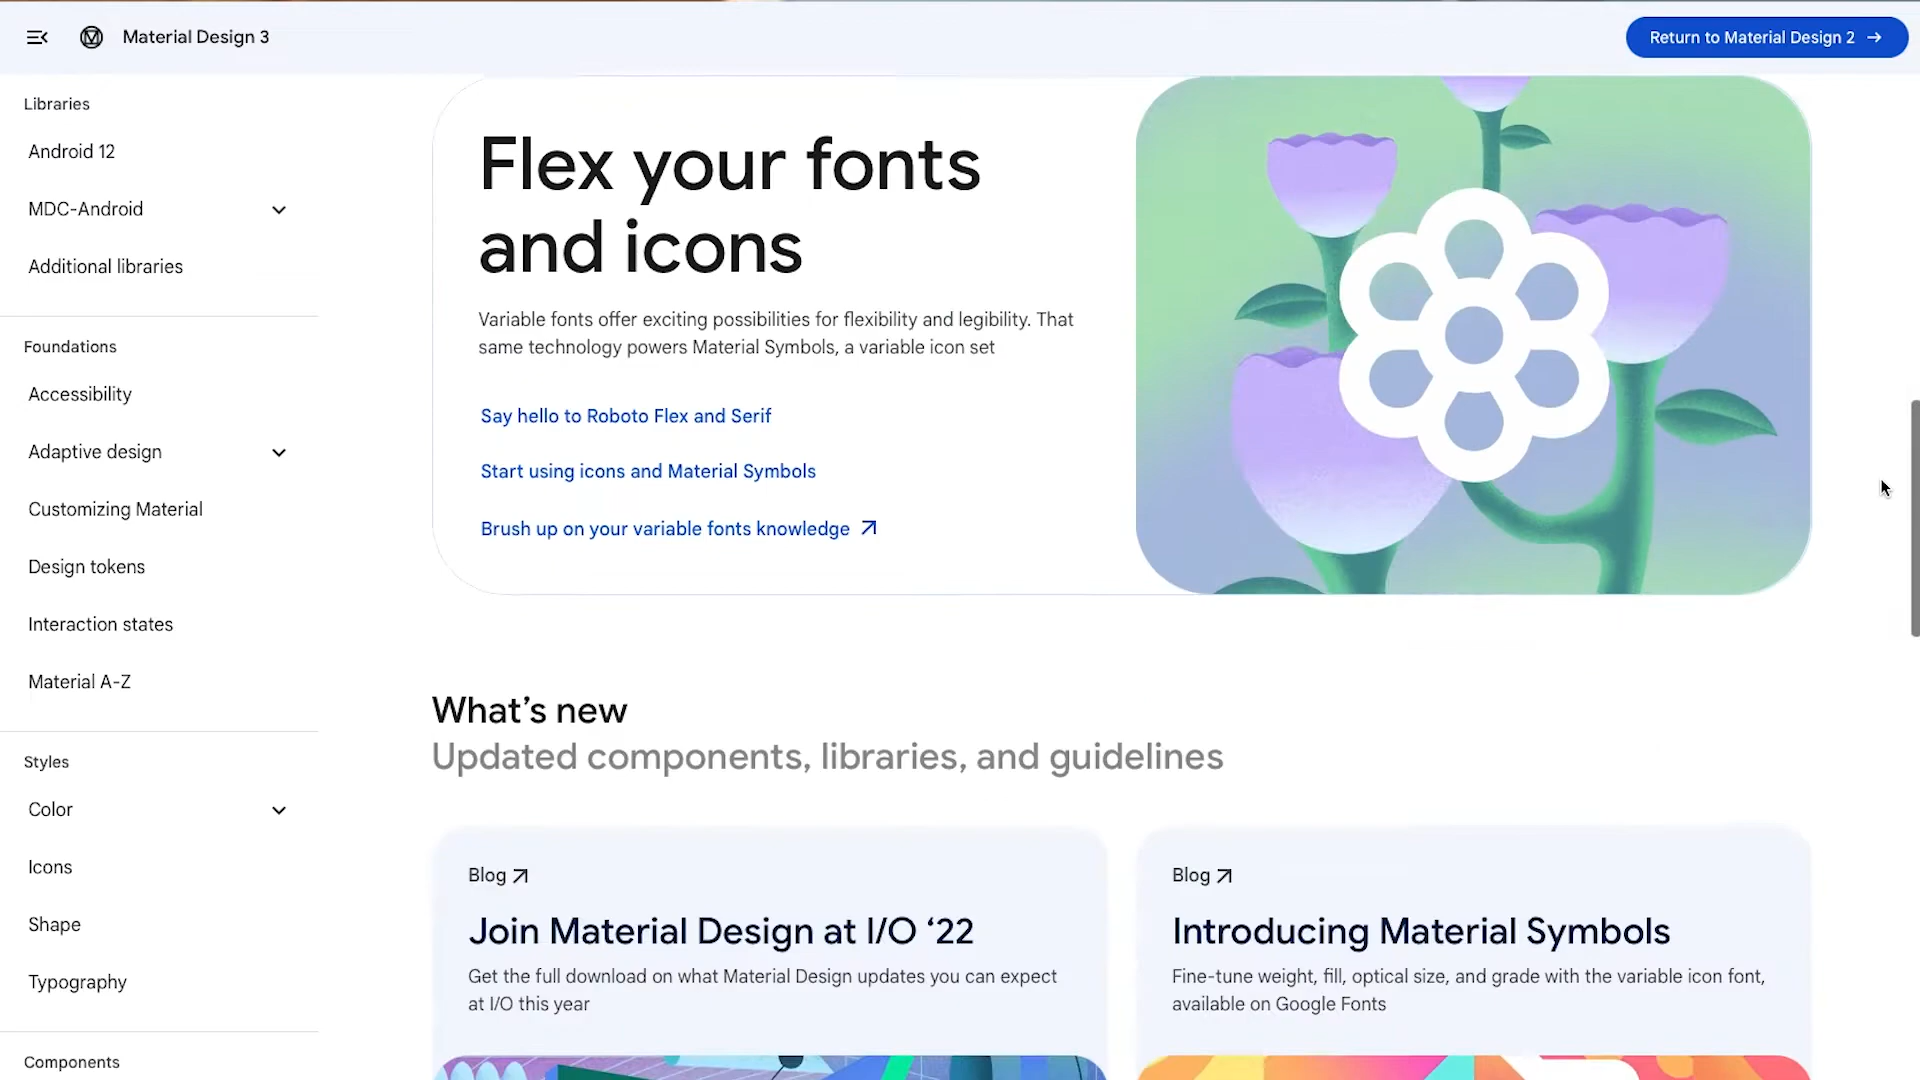 Material Design 3
Return to Material Design 2
Libraries
Android 12
MDC-Android
Additional libraries
Foundations
Accessibility
Adaptive design
Customizing Material
Design tokens
Interaction states
Material A-Z
Styles
Color
Icons
Shape
Typography
Components
Flex your fonts
and icons
Variable fonts offer exciting possibilities for flexibility and legibility. That
same technology powers Material Symbols, a variable icon set
Say hello to Roboto Flex and Serif
Start using icons and Material Symbols
Brush up on your variable fonts knowledge
What’s new
Updated components, libraries, and guidelines
Blog
Join Material Design at I/O ‘22
Get the full download on what Material Design updates you can expect
at I/O this year
Blog
Introducing Material Symbols
Fine-tune weight, fill, optical size, and grade with the variable icon font,
available on Google Fonts